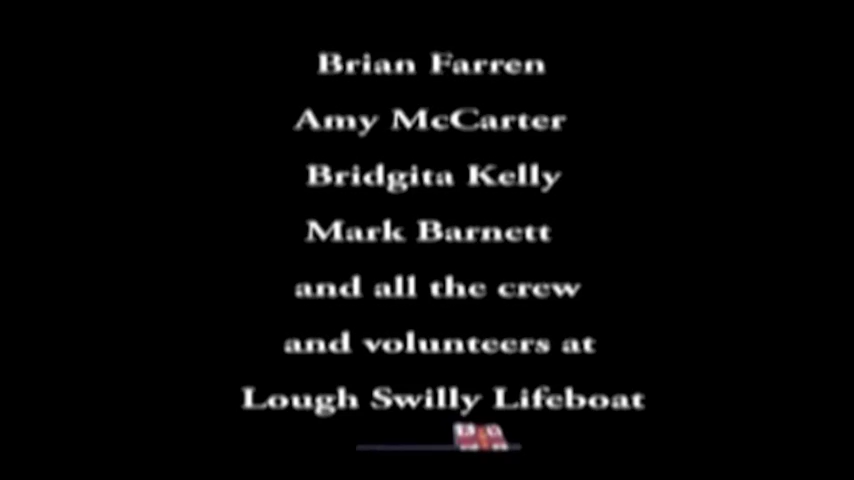 Brian Farren
Amy McCarter
Bridgita Kelly
Mark Barnett
and all the crew
and volunteers at
Lough Swilly Lifeboat